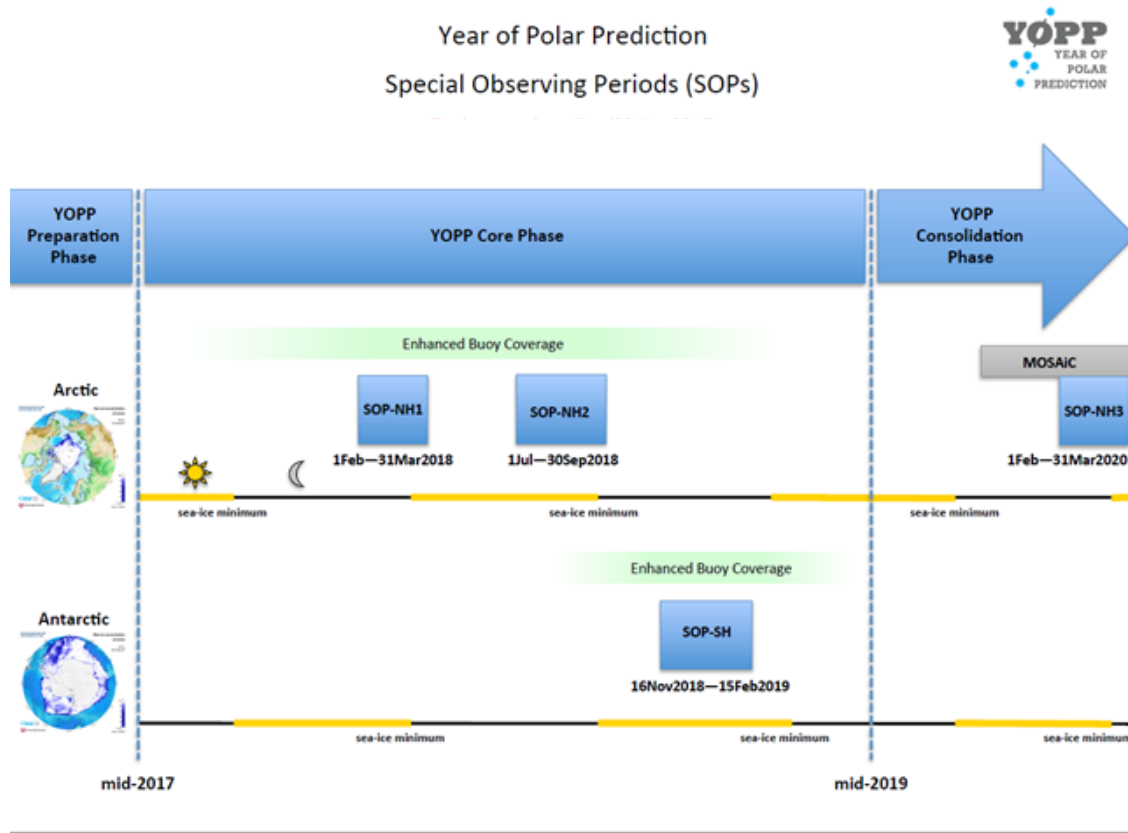 Year of Polar Prediction
Special Observing Periods (SOPs)
YØPP
YEAR OF
POLAR
PREDICTION
YOPP
Preparation
Phase
YOPP Core Phase
YOPP
Consolidation
Phase
Enhanced Buoy Coverage
MOSAiC
Arctic
SOP-NH1
SOP-NH2
SOP-NH3
1Feb—31Mar2018
1Jul—30Sep2018
1Feb—31Mar2020
sea-ice minimum
sea-ice minimum
sea-ice minimum
Enhanced Buoy Coverage
Antarctic
SOP-SH
16Nov2018—15Feb2019
sea-ice minimum
sea-ice minimum
sea-ice minimum
mid-2017
mid-2019